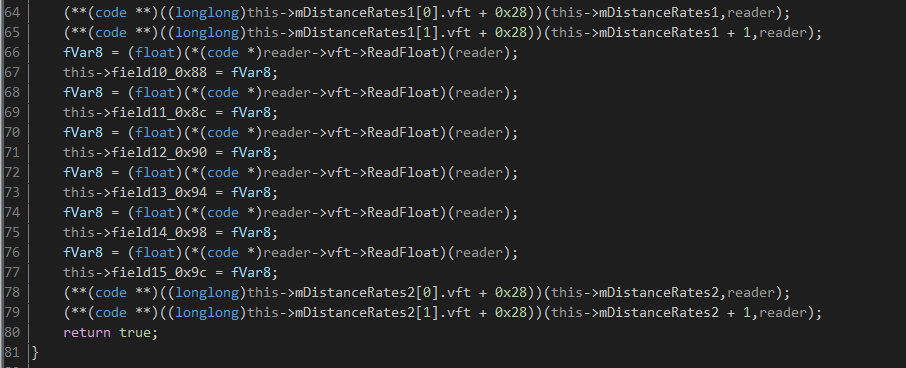 64 (**(code **)((longlong)this->mDistanceRates1[0].vft + 0x28))(this->mDistanceRates1,reader);
65 (**(code **)((longlong)this->mDistanceRates1[1].vft + 0x28))(this->mDistanceRates1 + 1,reader);
66 fVar8 = (float)(*(code *)reader->vft->ReadFloat)(reader);
67 this->field10_0x88 = fVar8;
68 fVar8 = (float)(*(code *)reader->vft->ReadFloat)(reader);
69 this->field11_0x8c = fVar8;
70 fVar8 = (float)(*(code *)reader->vft->ReadFloat)(reader);
71 this->field12_0x90 = fVar8;
72 fVar8 = (float)(*(code *)reader->vft->ReadFloat)(reader);
73 this->field13_0x94 = fVar8;
74 fVar8 = (float)(*(code *)reader->vft->ReadFloat)(reader);
75 this->field14_0x98 = fVar8;
76 fVar8 = (float)(*(code *)reader->vft->ReadFloat)(reader);
77 this->field15_0x9c = fVar8;
78 (**(code **)((longlong)this->mDistanceRates2[0].vft + 0x28))(this->mDistanceRates2,reader);
79 (**(code **)((longlong)this->mDistanceRates2[1].vft + 0x28))(this->mDistanceRates2 + 1,reader);
80 return true;
81 }